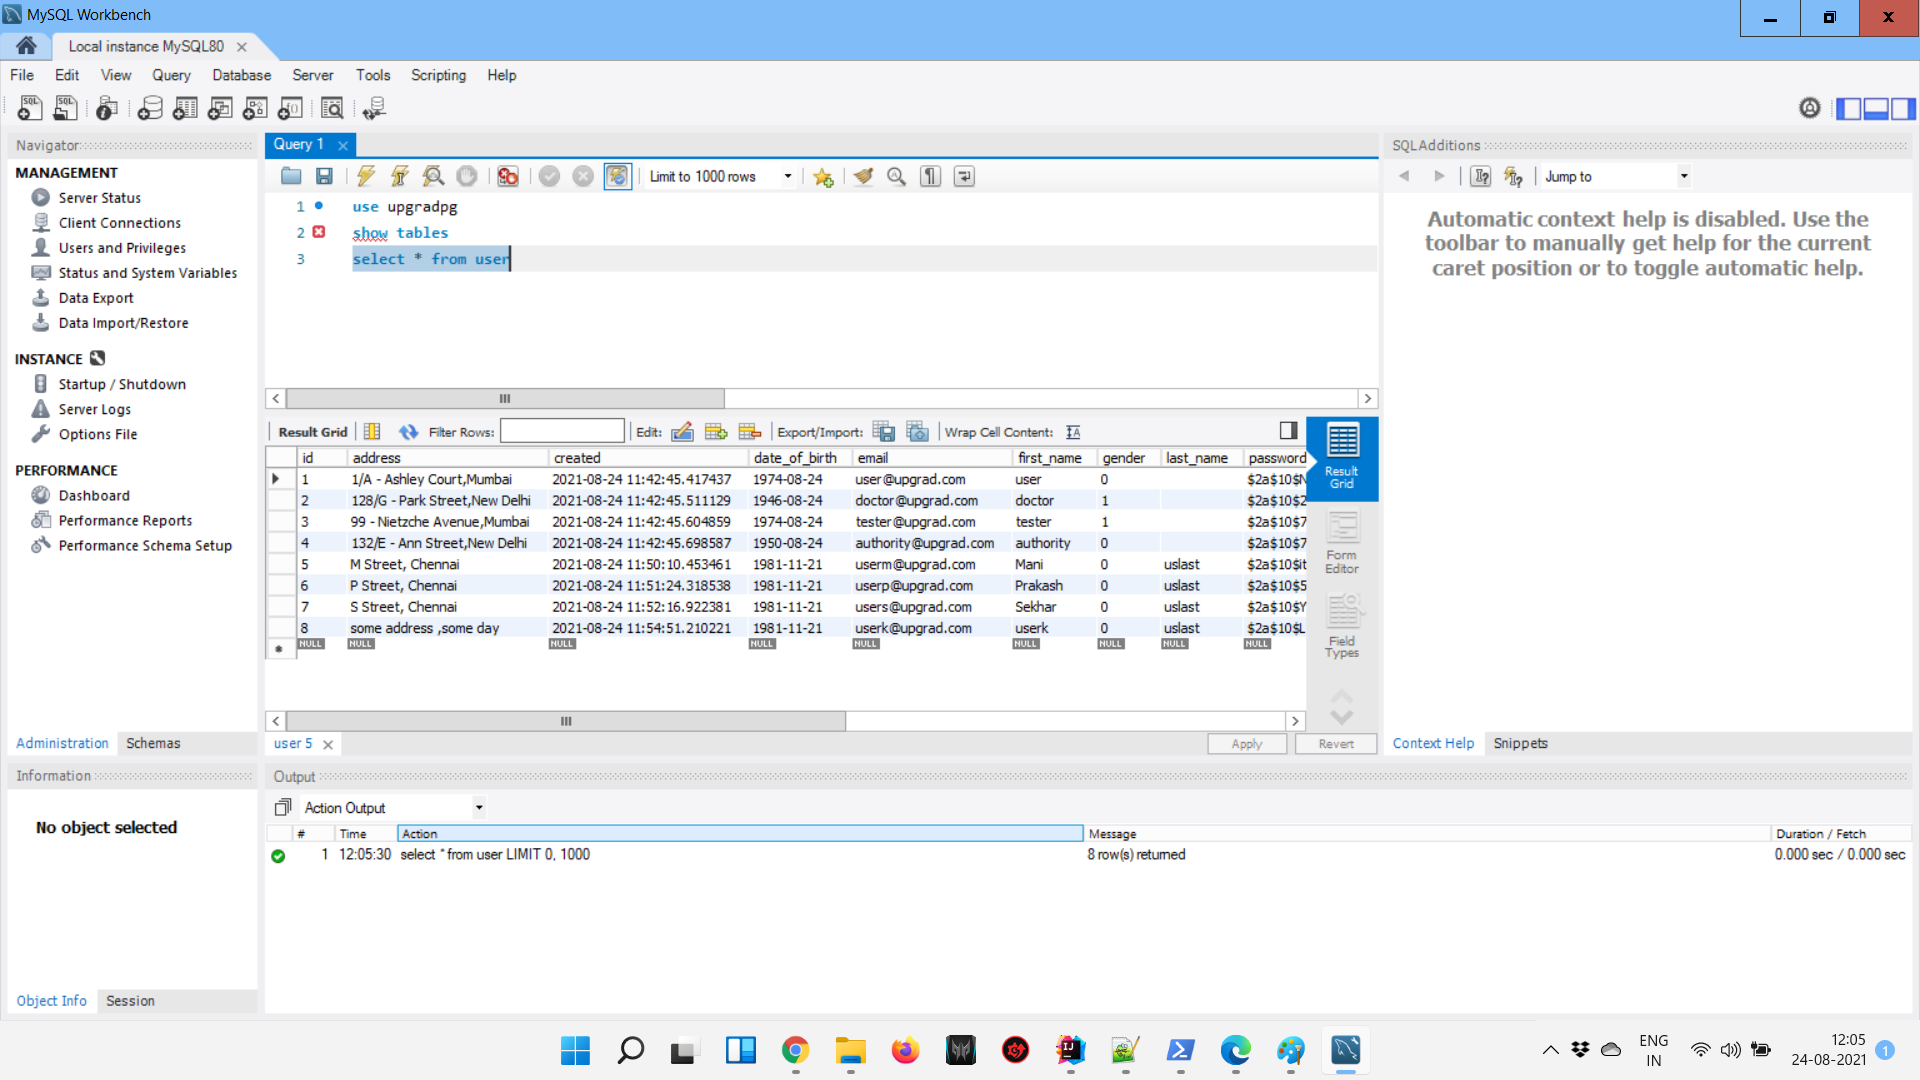 MySQL Workbench
Local instance MySQL80
File Edit View Query Database Server Tools Scripting Help
Navigator
MANAGEMENT
Server Status
Client Connections
Users and Privileges
Status and System Variables
Data Export
Data Import/Restore
INSTANCE
Startup / Shutdown
Server Logs
Options File
PERFORMANCE
Dashboard
Performance Reports
Performance Schema Setup
Administration Schemas
Information
No object selected
Object Info Session
Query 1
Limit to 1000 rows
1 use upgradpg
2 show tables
3 select * from user
Result Grid Filter Rows: Edit: Export/Import: Wrap Cell Content:
id address created date_of_birth email first_name gender last_name password
1 1/A - Ashley Court,Mumbai 2021-08-24 11:42:45.417437 1974-08-24 user@upgrad.com user 0 $2a$10$N
2 128/G - Park Street,New Delhi 2021-08-24 11:42:45.511129 1946-08-24 doctor@upgrad.com doctor 1 $2a$10$2
3 99 - Nietzche Avenue,Mumbai 2021-08-24 11:42:45.604859 1974-08-24 tester@upgrad.com tester 1 $2a$10$7
4 132/E - Ann Street,New Delhi 2021-08-24 11:42:45.698587 1950-08-24 authority@upgrad.com authority 0 $2a$10$7
5 M Street, Chennai 2021-08-24 11:50:10.453461 1981-11-21 userm@upgrad.com Mani 0 uslast $2a$10$it
6 P Street, Chennai 2021-08-24 11:51:24.318538 1981-11-21 userp@upgrad.com Prakash 0 uslast $2a$10$5
7 S Street, Chennai 2021-08-24 11:52:16.922381 1981-11-21 users@upgrad.com Sekhar 0 uslast $2a$10$Y
8 some address ,some day 2021-08-24 11:54:51.210221 1981-11-21 userk@upgrad.com userk 0 uslast $2a$10$L
NULL NULL NULL NULL NULL NULL NULL NULL NULL
Result
Grid
Form
Editor
Field
Types
user 5 Apply Revert
SQLAdditions
Jump to
Automatic context help is disabled. Use the
toolbar to manually get help for the current
caret position or to toggle automatic help.
Context Help Snippets
Output
Action Output
# Time Action Message Duration / Fetch
1 12:05:30 select * from user LIMIT 0, 1000 8 row(s) returned 0.000 sec / 0.000 sec
ENG
IN
12:05
24-08-2021
1